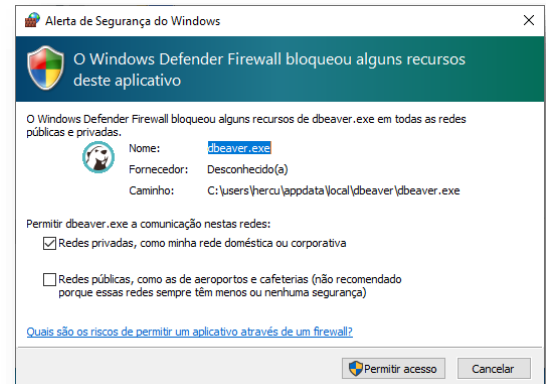 Alerta de Segurança do Windows
O Windows Defender Firewall bloqueou alguns recursos
deste aplicativo
O Windows Defender Firewall bloqueou alguns recursos de dbeaver.exe em todas as redes
públicas e privadas.
Nome: dbeaver.exe
Fornecedor: Desconhecido(a)
Caminho: C:\users\hercu\appdata\local\dbeaver\dbeaver.exe
Permitir dbeaver.exe a comunicação nestas redes:
Redes privadas, como minha rede doméstica ou corporativa
Redes públicas, como as de aeroportos e cafeterias (não recomendado
porque essas redes sempre têm menos ou nenhuma segurança)
Quais são os riscos de permitir um aplicativo através de um firewall?
Permitir acesso Cancelar